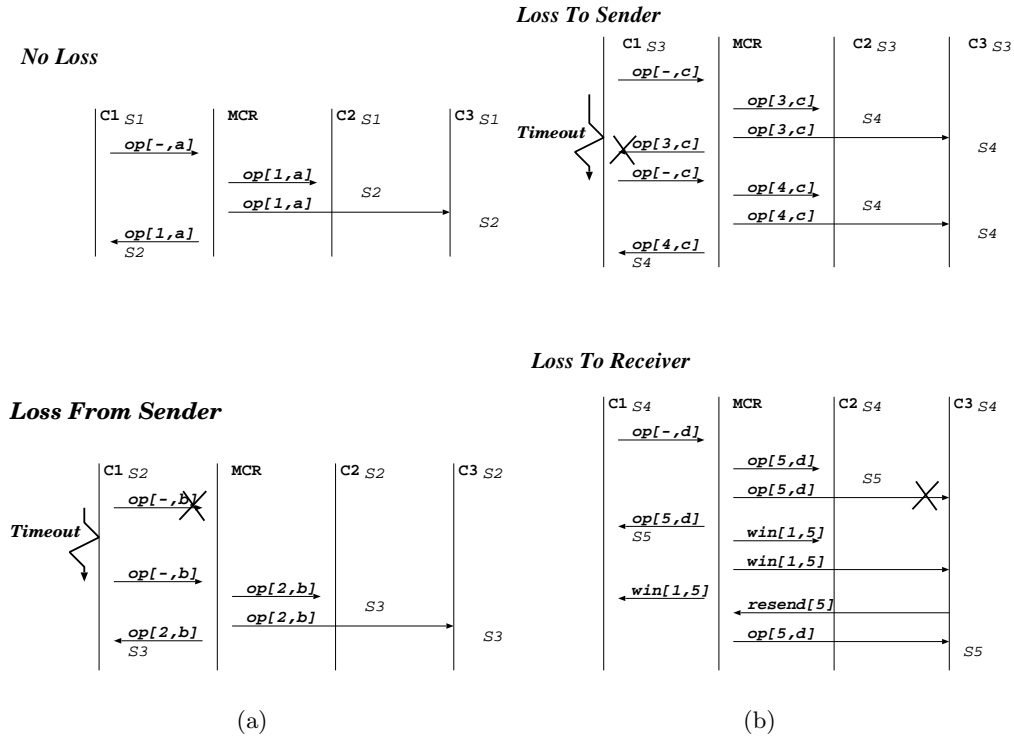 No Loss
C1 S1 MCR C2 S1 C3 S1
op[-,a]
op[1,a]
op[1,a] S2
S2
op[1,a]
S2
Loss From Sender
C1 S2 MCR C2 S2 C3 S2
op[-,b]
Timeout
op[-,b]
op[2,b]
op[2,b] S3
op[2,b] S3
S3
(a)
Loss To Sender
C1 S3 MCR C2 S3 C3 S3
op[-,c]
op[3,c]
S4
Timeout op[3,c]
op[3,c] S4
op[-,c]
op[4,c]
S4
op[4,c]
S4
op[4,c]
S4
Loss To Receiver
C1 S4 MCR C2 S4 C3 S4
op[-,d]
op[5,d]
S5
op[5,d]
op[5,d]
S5 win[1,5]
win[1,5]
win[1,5]
resend[5]
op[5,d]
S5
(b)